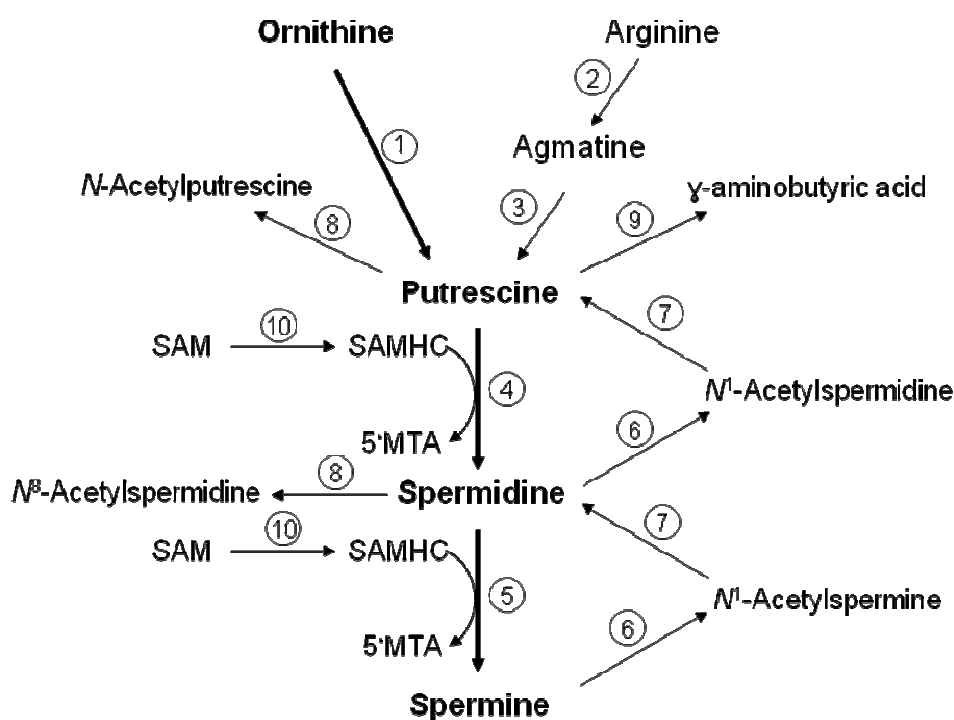 Ornithine
Arginine
2
1
Agmatine
N-Acetylputrescine
ɣ-aminobutyric acid
8
3
9
Putrescine
10
7
SAM
SAMHC
4
N¹-Acetylspermidine
6
5'MTA
8
N⁸-Acetylspermidine
Spermidine
10
7
SAM
SAMHC
5
N¹-Acetylspermine
6
5'MTA
Spermine